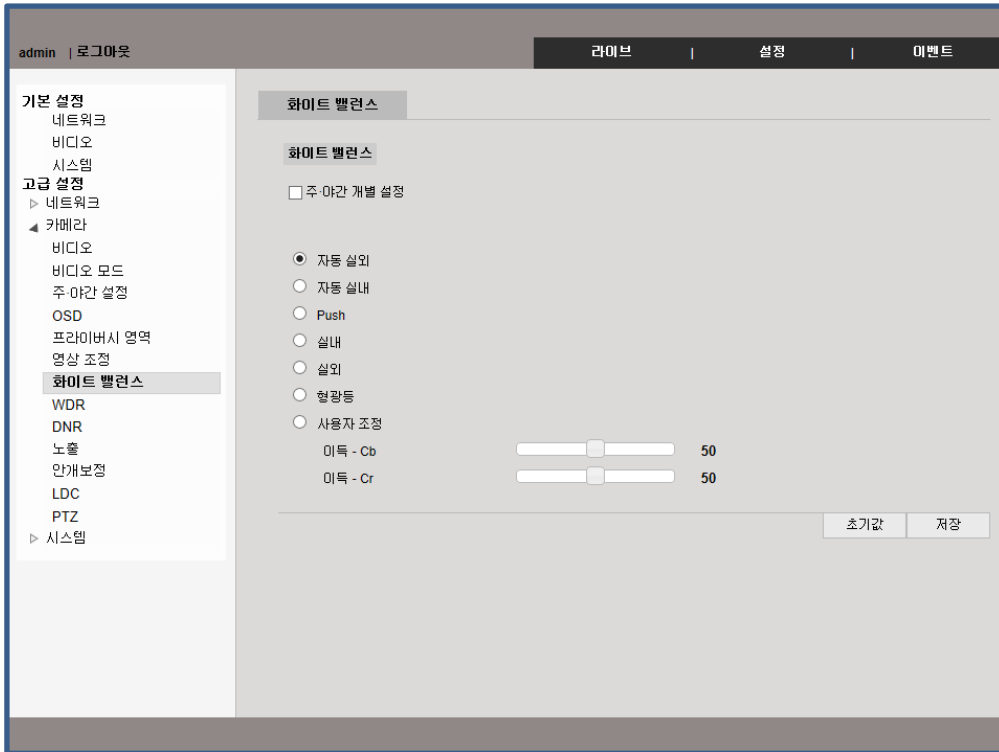 admin | 로그아웃
라이브 | 설정 | 이벤트
기본 설정
네트워크
비디오
시스템
고급 설정
네트워크
카메라
비디오
비디오 모드
주·야간 설정
OSD
프라이버시 영역
영상 조정
화이트 밸런스
WDR
DNR
노출
안개보정
LDC
PTZ
시스템
화이트 밸런스
화이트 밸런스
주·야간 개별 설정
자동 실외
자동 실내
Push
실내
실외
형광등
사용자 조정
이득 - Cb 50
이득 - Cr 50
초기값 저장